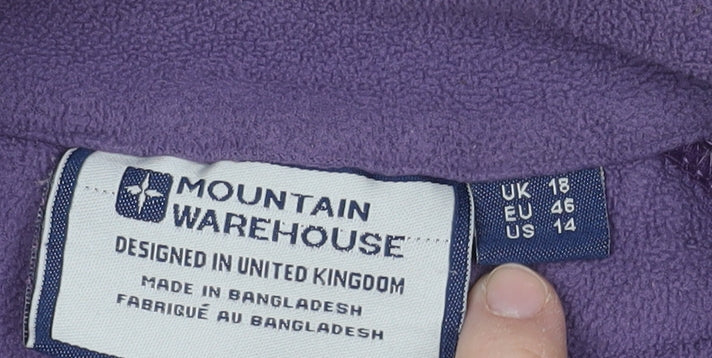 MOUNTAIN
WAREHOUSE
DESIGNED IN UNITED KINGDOM
MADE IN BANGLADESH
FABRIQUÉ AU BANGLADESH
UK 18
EU 46
US 14